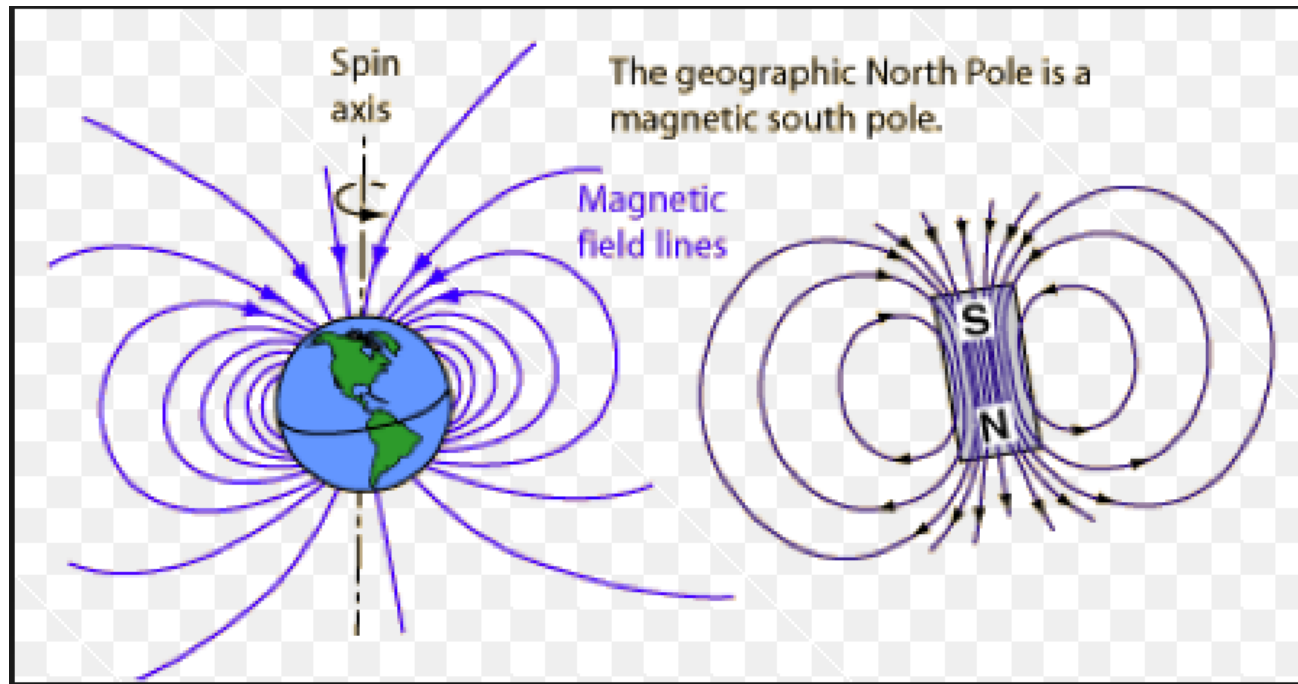 Spin
axis
The geographic North Pole is a
magnetic south pole.
Magnetic
field lines
S
N